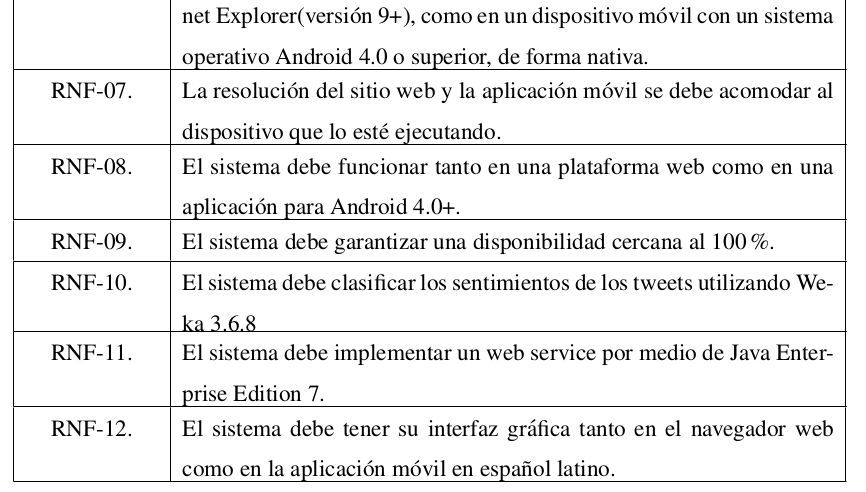 net Explorer(versión 9+), como en un dispositivo móvil con un sistema
operativo Android 4.0 o superior, de forma nativa.
RNF-07. La resolución del sitio web y la aplicación móvil se debe acomodar al
dispositivo que lo esté ejecutando.
RNF-08. El sistema debe funcionar tanto en una plataforma web como en una
aplicación para Android 4.0+.
RNF-09. El sistema debe garantizar una disponibilidad cercana al 100 %.
RNF-10. El sistema debe clasificar los sentimientos de los tweets utilizando We-
ka 3.6.8
RNF-11. El sistema debe implementar un web service por medio de Java Enter-
prise Edition 7.
RNF-12. El sistema debe tener su interfaz gráfica tanto en el navegador web
como en la aplicación móvil en español latino.